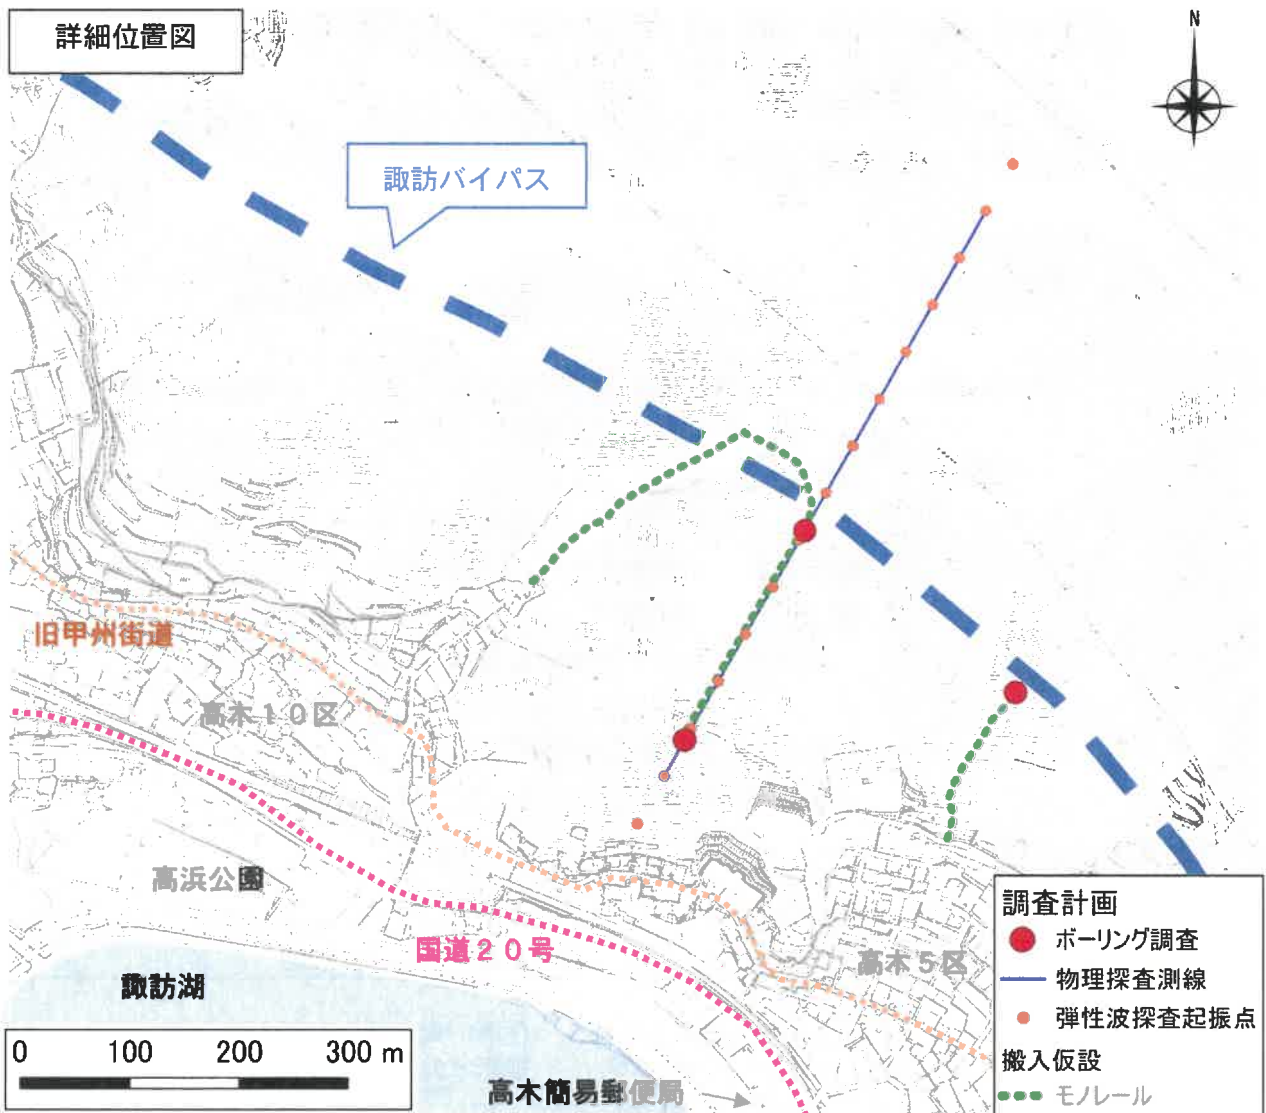 詳細位置図
N
諏訪バイパス
旧甲州街道
高木10区
高浜公園
国道20号
高木5区
諏訪湖
0 100 200 300 m
高木簡易郵便局
調査計画
ボーリング調査
物理探査測線
弾性波探査起振点
搬入仮設
モノレール